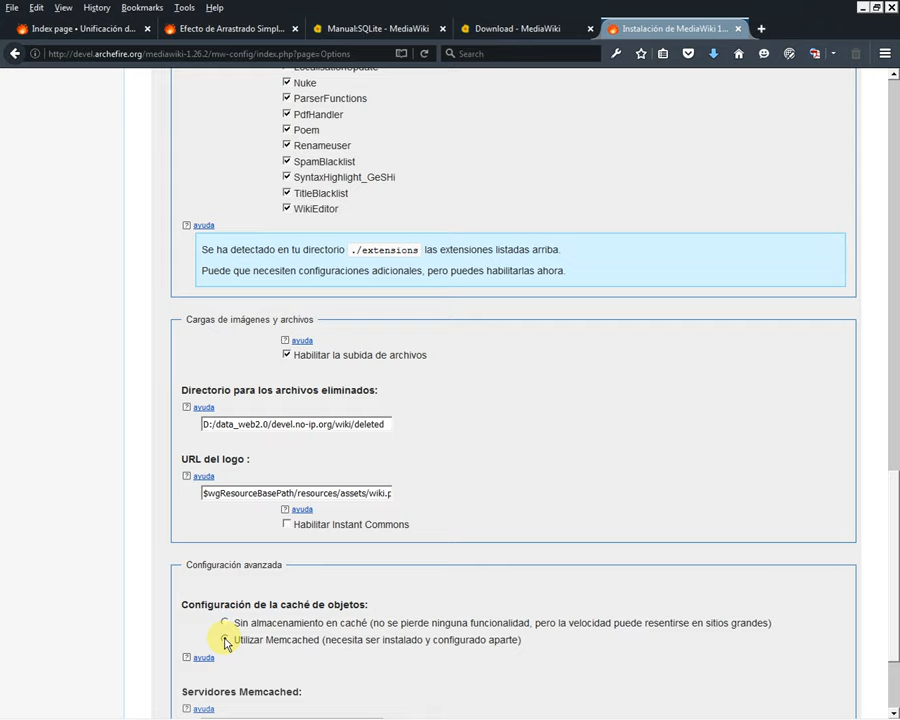 File Edit View History Bookmarks Tools Help
Index page • Unificación d... Efecto de Arrastrado Simpl... Manual:SQLite - MediaWiki Download - MediaWiki Instalación de MediaWiki 1...
http://devel.archefire.org/mediawiki-1.26.2/mw-config/index.php?page=Options Search
LocalisationUpdate
Nuke
ParserFunctions
PdfHandler
Poem
Renameuser
SpamBlacklist
SyntaxHighlight_GeSHi
TitleBlacklist
WikiEditor
ayuda
Se ha detectado en tu directorio ./extensions las extensiones listadas arriba.
Puede que necesiten configuraciones adicionales, pero puedes habilitarlas ahora.
Cargas de imágenes y archivos
ayuda
Habilitar la subida de archivos
Directorio para los archivos eliminados:
ayuda
D:/data_web2.0/devel.no-ip.org/wiki/deleted
URL del logo :
ayuda
$wgResourceBasePath/resources/assets/wiki.p
ayuda
Habilitar Instant Commons
Configuración avanzada
Configuración de la caché de objetos:
Sin almacenamiento en caché (no se pierde ninguna funcionalidad, pero la velocidad puede resentirse en sitios grandes)
Utilizar Memcached (necesita ser instalado y configurado aparte)
ayuda
Servidores Memcached:
ayuda